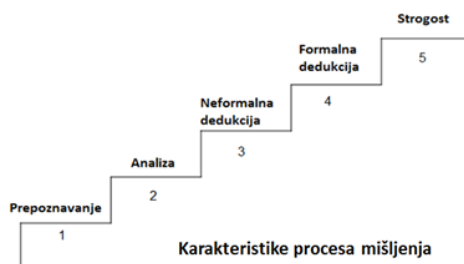 Strogost
5
Formalna
dedukcija
4
Neformalna
dedukcija
3
Analiza
2
Prepoznavanje
1
Karakteristike procesa mišljenja